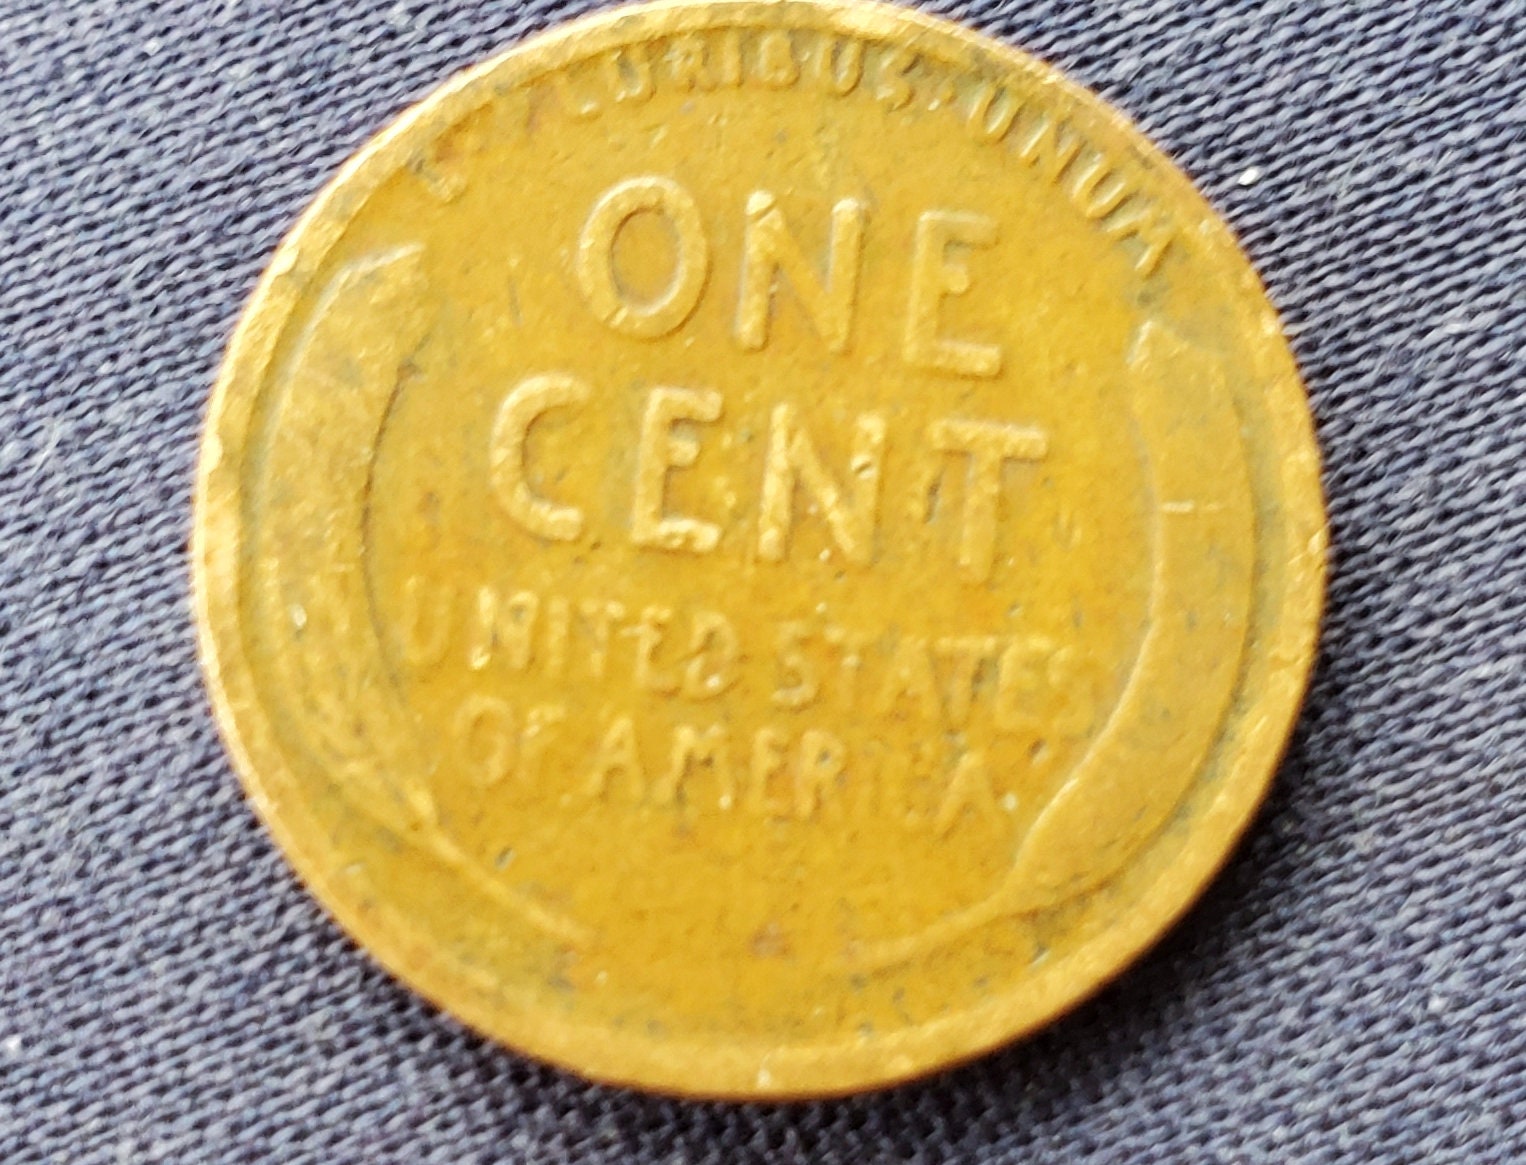 E PLURIBUS·UNUM
ONE
CENT
UNITED STATES
OF AMERICA